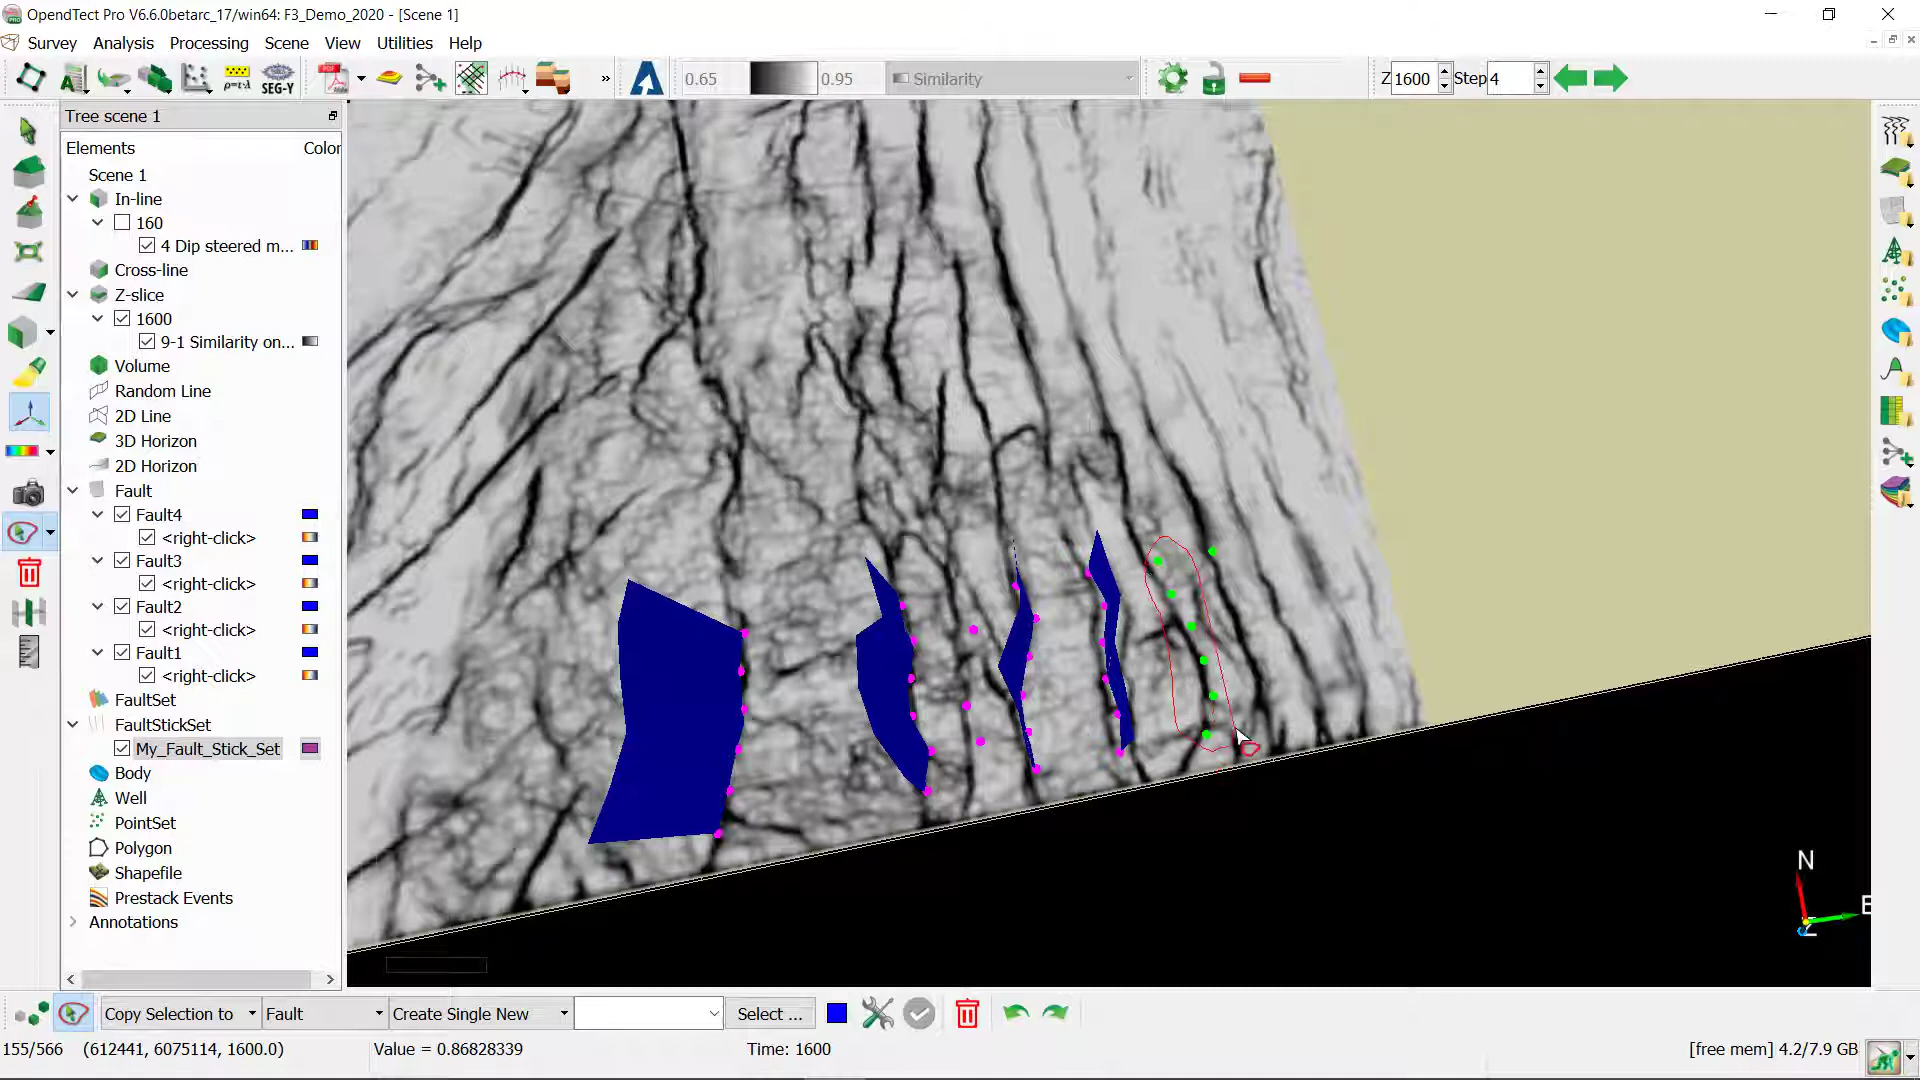 OpendTect Pro V6.6.0betarc_17/win64: F3_Demo_2020 - [Scene 1]
Survey Analysis Processing Scene View Utilities Help
ρ=τ·λ SEG-Y PDF » 0.65 0.95 Similarity Z 1600 Step 4
Tree scene 1
Elements Color
Scene 1
In-line
160
4 Dip steered m...
Cross-line
Z-slice
1600
9-1 Similarity on...
Volume
Random Line
2D Line
3D Horizon
2D Horizon
Fault
Fault4
<right-click>
Fault3
<right-click>
Fault2
<right-click>
Fault1
<right-click>
FaultSet
FaultStickSet
My_Fault_Stick_Set
Body
Well
PointSet
Polygon
Shapefile
Prestack Events
Annotations
N
E
Z
Copy Selection to Fault Create Single New Select ...
155/566 (612441, 6075114, 1600.0) Value = 0.86828339 Time: 1600 [free mem] 4.2/7.9 GB